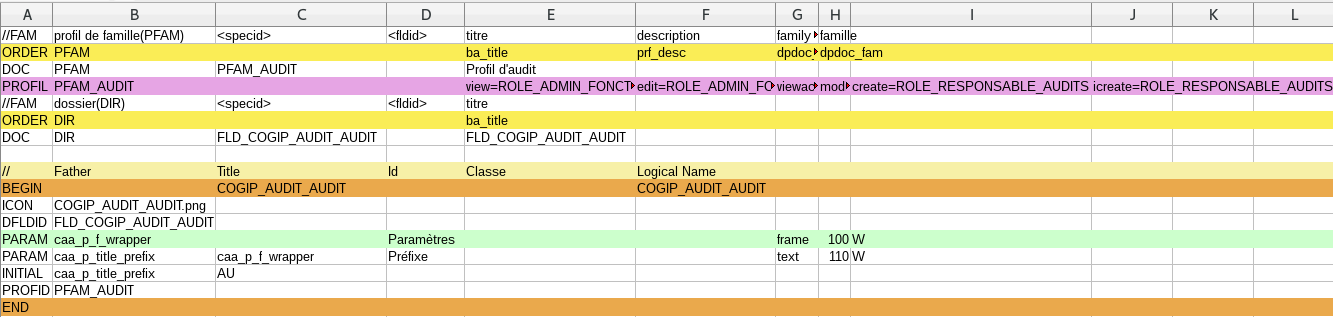 A B C D E F G H I J K L
//FAM profil de famille(PFAM) <specid> <fldid> titre description family famille
ORDER PFAM ba_title prf_desc dpdoc_ dpdoc_fam
DOC PFAM PFAM_AUDIT Profil d'audit
PROFIL PFAM_AUDIT view=ROLE_ADMIN_FONCT edit=ROLE_ADMIN_FO viewac mod create=ROLE_RESPONSABLE_AUDITS icreate=ROLE_RESPONSABLE_AUDITS
//FAM dossier(DIR) <specid> <fldid> titre
ORDER DIR ba_title
DOC DIR FLD_COGIP_AUDIT_AUDIT FLD_COGIP_AUDIT_AUDIT
// Father Title Id Classe Logical Name
BEGIN COGIP_AUDIT_AUDIT COGIP_AUDIT_AUDIT
ICON COGIP_AUDIT_AUDIT.png
DFLDID FLD_COGIP_AUDIT_AUDIT
PARAM caa_p_f_wrapper Paramètres frame 100 W
PARAM caa_p_title_prefix caa_p_f_wrapper Préfixe text 110 W
INITIAL caa_p_title_prefix AU
PROFID PFAM_AUDIT
END